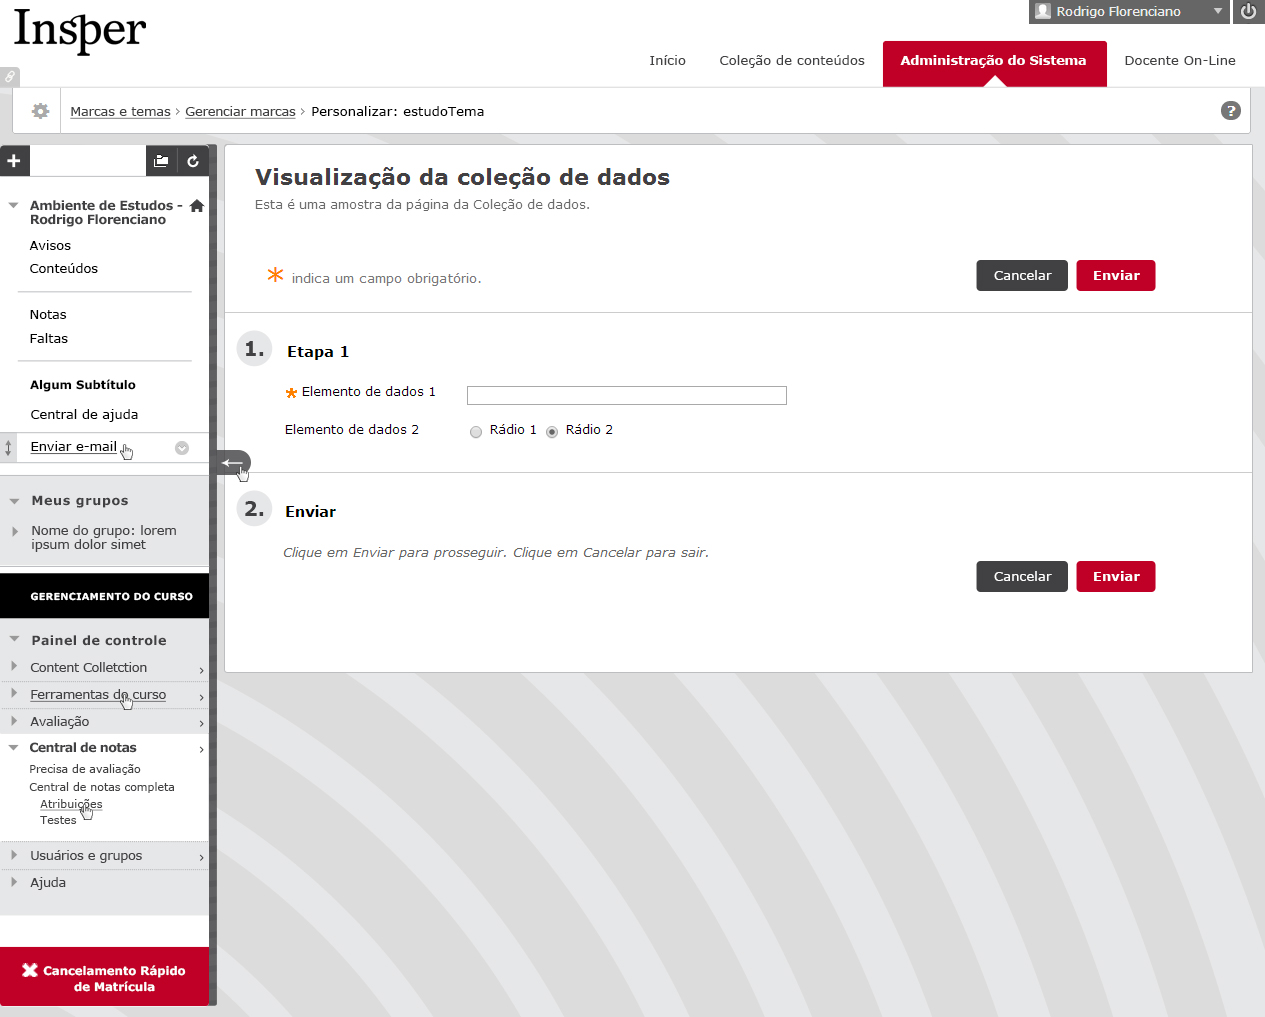 Insper
Rodrigo Florenciano
Início
Coleção de conteúdos
Administração do Sistema
Docente On-Line
Marcas e temas › Gerenciar marcas › Personalizar: estudoTema
?
Ambiente de Estudos -
Rodrigo Florenciano
Avisos
Conteúdos
Notas
Faltas
Algum Subtítulo
Central de ajuda
Enviar e-mail
Meus grupos
Nome do grupo: lorem
ipsum dolor simet
GERENCIAMENTO DO CURSO
Painel de controle
Content Colletction
Ferramentas do curso
Avaliação
Central de notas
Precisa de avaliação
Central de notas completa
Atribuições
Testes
Usuários e grupos
Ajuda
Cancelamento Rápido
de Matrícula
Visualização da coleção de dados
Esta é uma amostra da página da Coleção de dados.
* indica um campo obrigatório.
Cancelar
Enviar
1. Etapa 1
* Elemento de dados 1
Elemento de dados 2 Rádio 1 Rádio 2
2. Enviar
Clique em Enviar para prosseguir. Clique em Cancelar para sair.
Cancelar
Enviar